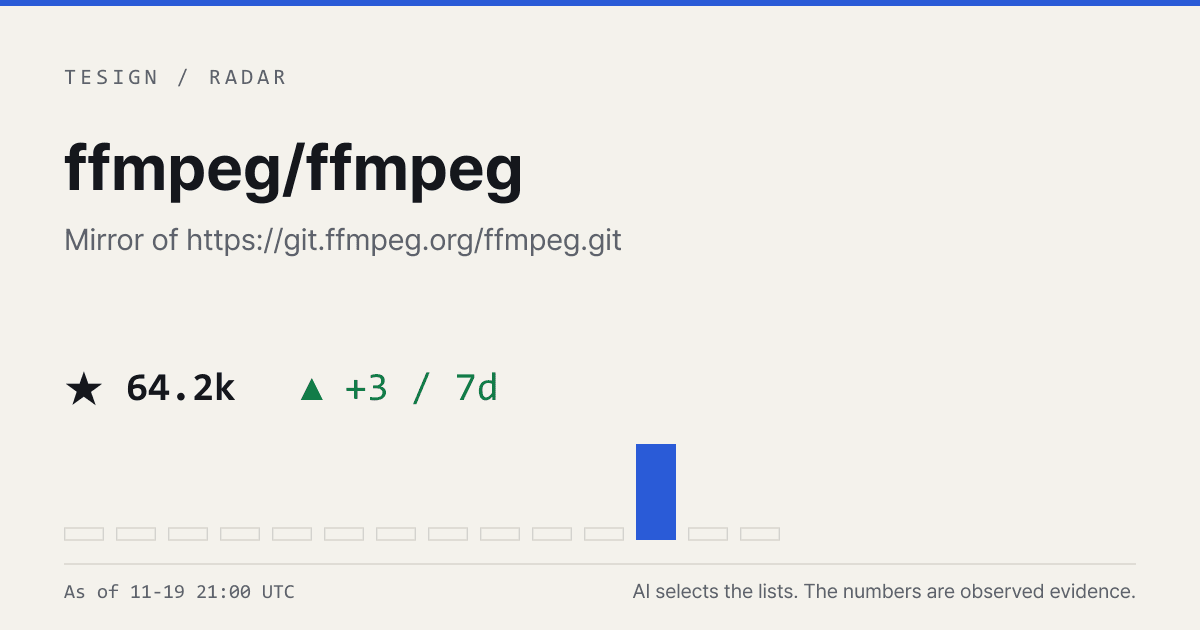 TESIGN / RADAR
ffmpeg/ffmpeg
Mirror of https://git.ffmpeg.org/ffmpeg.git
★ 64.2k ▲ +3 / 7d
As of 11-19 21:00 UTC
AI selects the lists. The numbers are observed evidence.